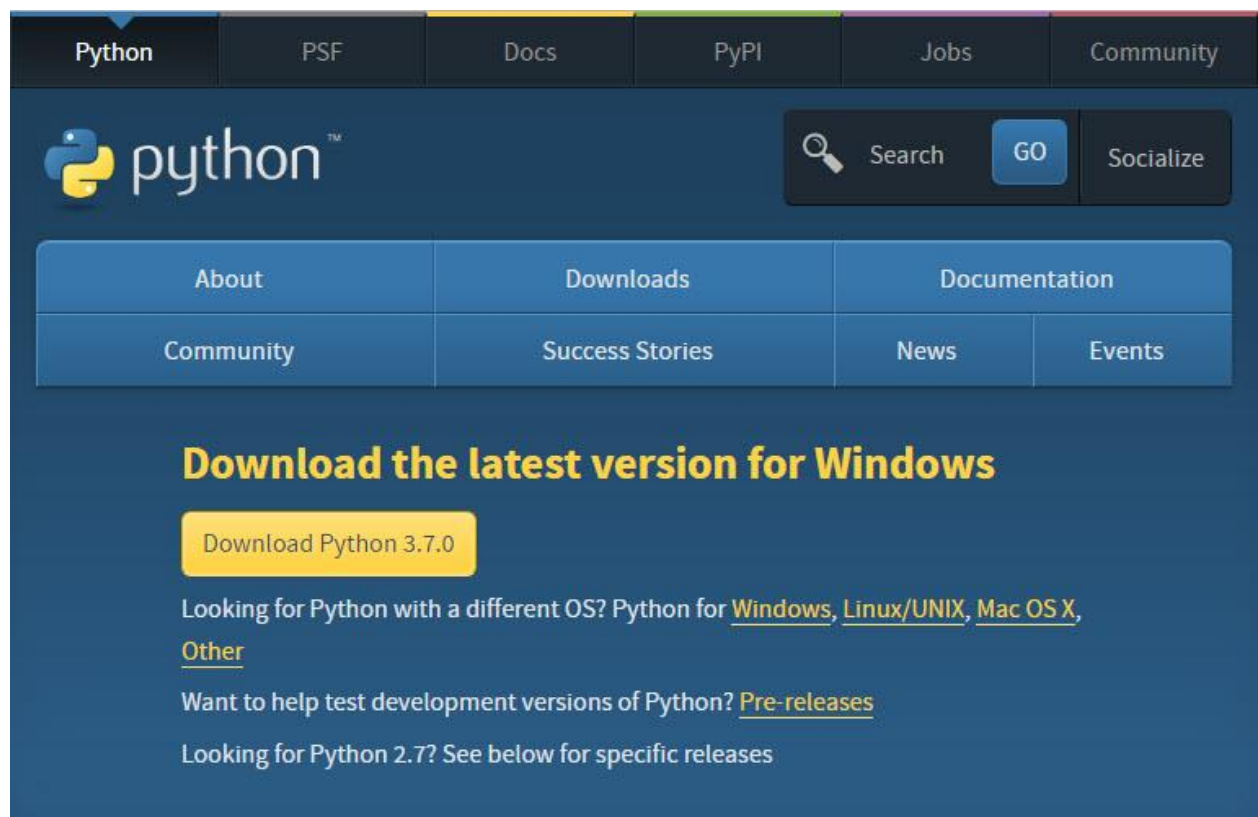 Python PSF Docs PyPI Jobs Community
python™ Search GO Socialize
About Downloads Documentation
Community Success Stories News Events
Download the latest version for Windows
Download Python 3.7.0
Looking for Python with a different OS? Python for Windows, Linux/UNIX, Mac OS X,
Other
Want to help test development versions of Python? Pre-releases
Looking for Python 2.7? See below for specific releases